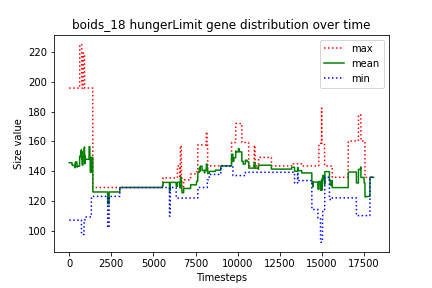 boids_18 hungerLimit gene distribution over time
max
mean
min
Size value
220
200
180
160
140
120
100
0
2500
5000
7500
10000
12500
15000
17500
Timesteps